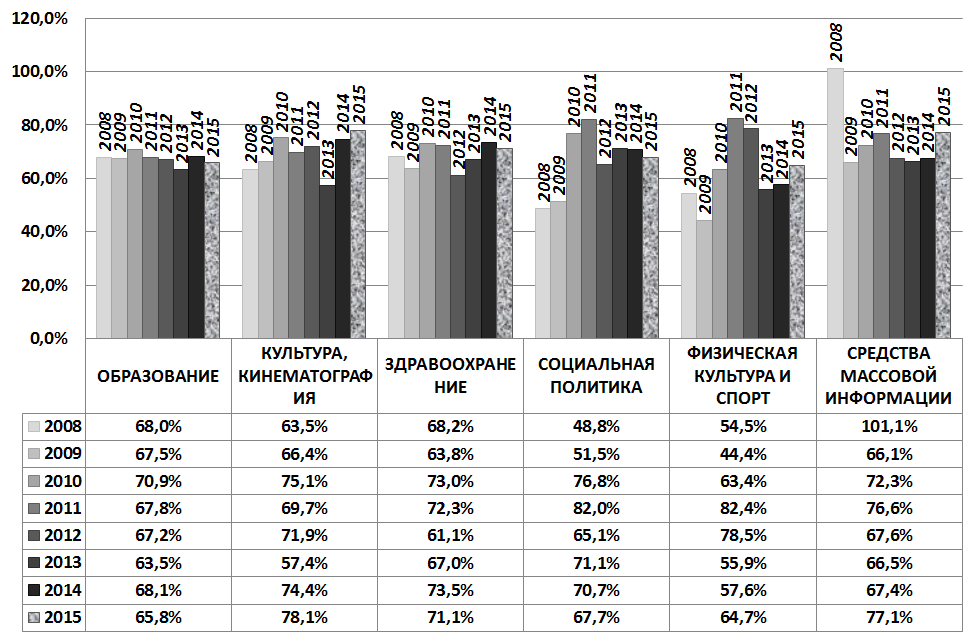 120,0%
100,0%
80,0%
60,0%
40,0%
20,0%
0,0%
2008 2009 2010 2011 2012 2013 2014 2015
2008 2009 2010 2011 2012 2013 2014 2015
2008 2009 2010 2011 2012 2013 2014 2015
2008 2009 2010 2011 2012 2013 2014 2015
2008 2009 2010 2011 2012 2013 2014 2015
2008 2009 2010 2011 2012 2013 2014 2015
ОБРАЗОВАНИЕ
КУЛЬТУРА,
КИНЕМАТОГРАФ
ИЯ
ЗДРАВООХРАНЕ
НИЕ
СОЦИАЛЬНАЯ
ПОЛИТИКА
ФИЗИЧЕСКАЯ
КУЛЬТУРА И
СПОРТ
СРЕДСТВА
МАССОВОЙ
ИНФОРМАЦИИ
2008 68,0% 63,5% 68,2% 48,8% 54,5% 101,1%
2009 67,5% 66,4% 63,8% 51,5% 44,4% 66,1%
2010 70,9% 75,1% 73,0% 76,8% 63,4% 72,3%
2011 67,8% 69,7% 72,3% 82,0% 82,4% 76,6%
2012 67,2% 71,9% 61,1% 65,1% 78,5% 67,6%
2013 63,5% 57,4% 67,0% 71,1% 55,9% 66,5%
2014 68,1% 74,4% 73,5% 70,7% 57,6% 67,4%
2015 65,8% 78,1% 71,1% 67,7% 64,7% 77,1%